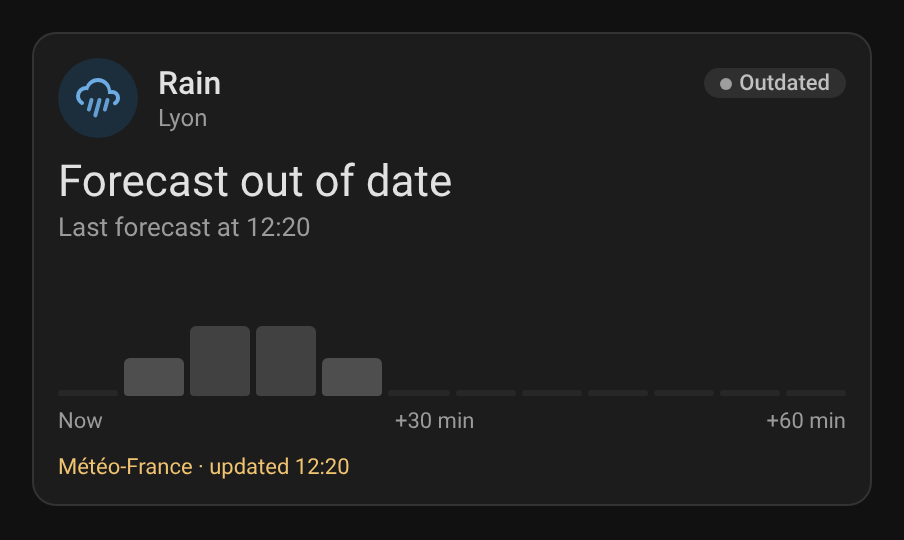 Rain
Lyon
Outdated
Forecast out of date
Last forecast at 12:20
Now
+30 min
+60 min
Météo-France · updated 12:20